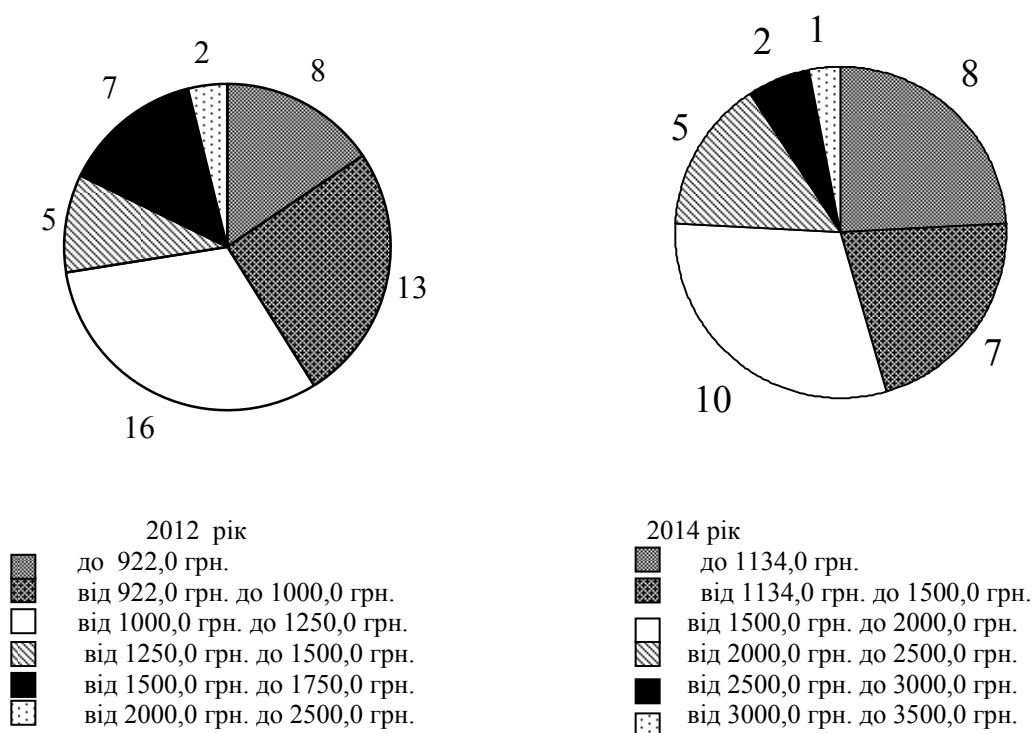 2
7
8
5
13
16
2
1
8
5
7
10
2012 рік
до 922,0 грн.
від 922,0 грн. до 1000,0 грн.
від 1000,0 грн. до 1250,0 грн.
від 1250,0 грн. до 1500,0 грн.
від 1500,0 грн. до 1750,0 грн.
від 2000,0 грн. до 2500,0 грн.
2014 рік
до 1134,0 грн.
від 1134,0 грн. до 1500,0 грн.
від 1500,0 грн. до 2000,0 грн.
від 2000,0 грн. до 2500,0 грн.
від 2500,0 грн. до 3000,0 грн.
від 3000,0 грн. до 3500,0 грн.